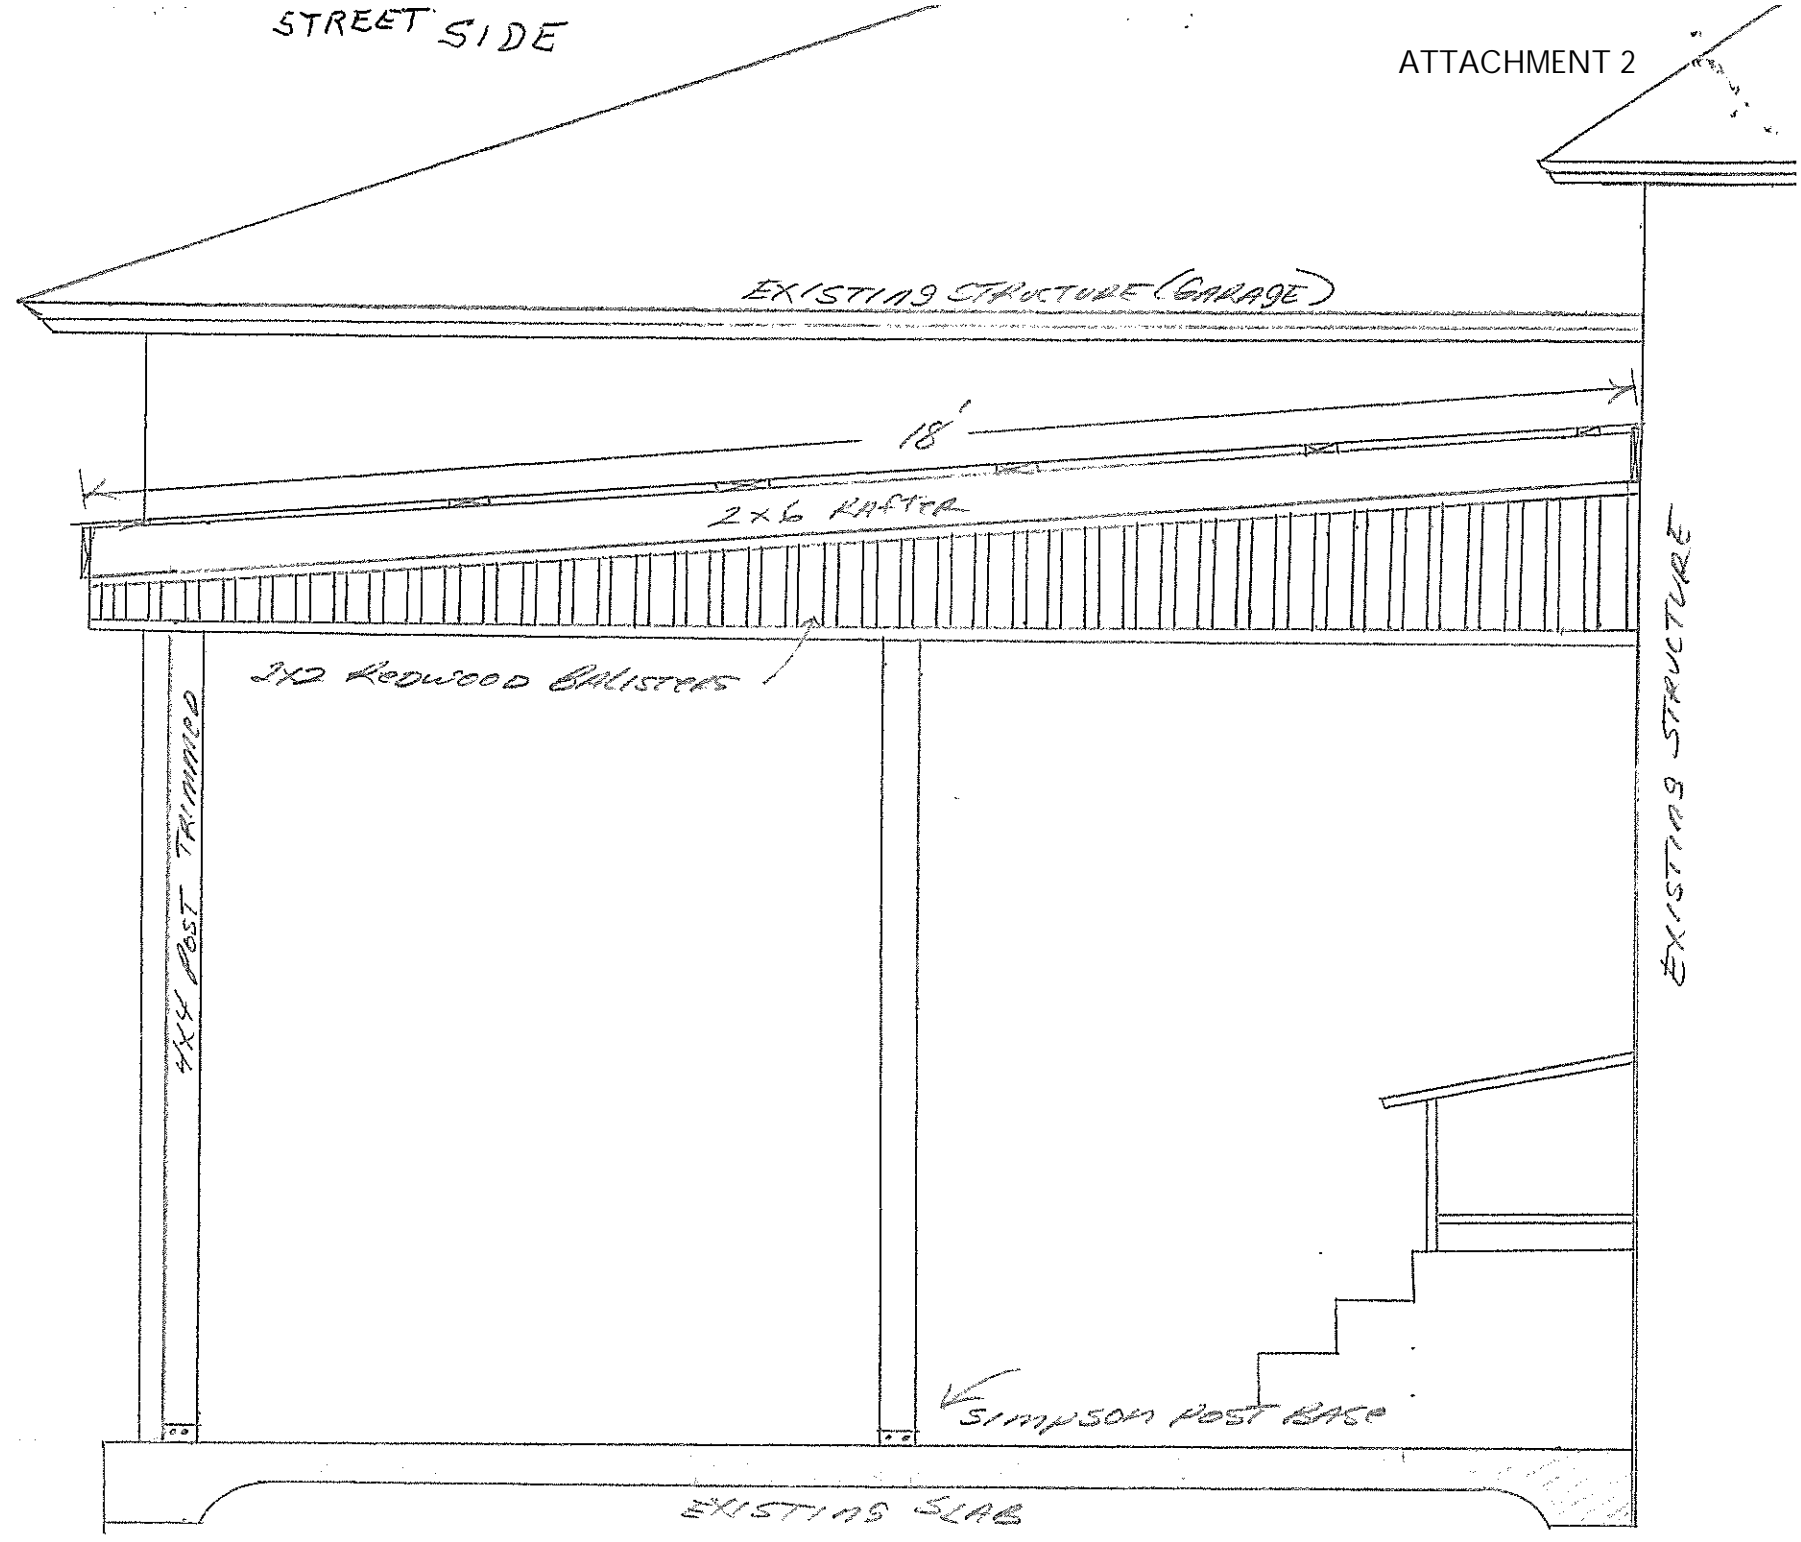 STREET SIDE
ATTACHMENT 2
EXISTING STRUCTURE (GARAGE)
18'
2x6 RAFTER
2X2 REDWOOD BALISTERS
4X4 POST TRIMMED
EXISTING STRUCTURE
SIMPSON POST BASE
EXISTING SLAB